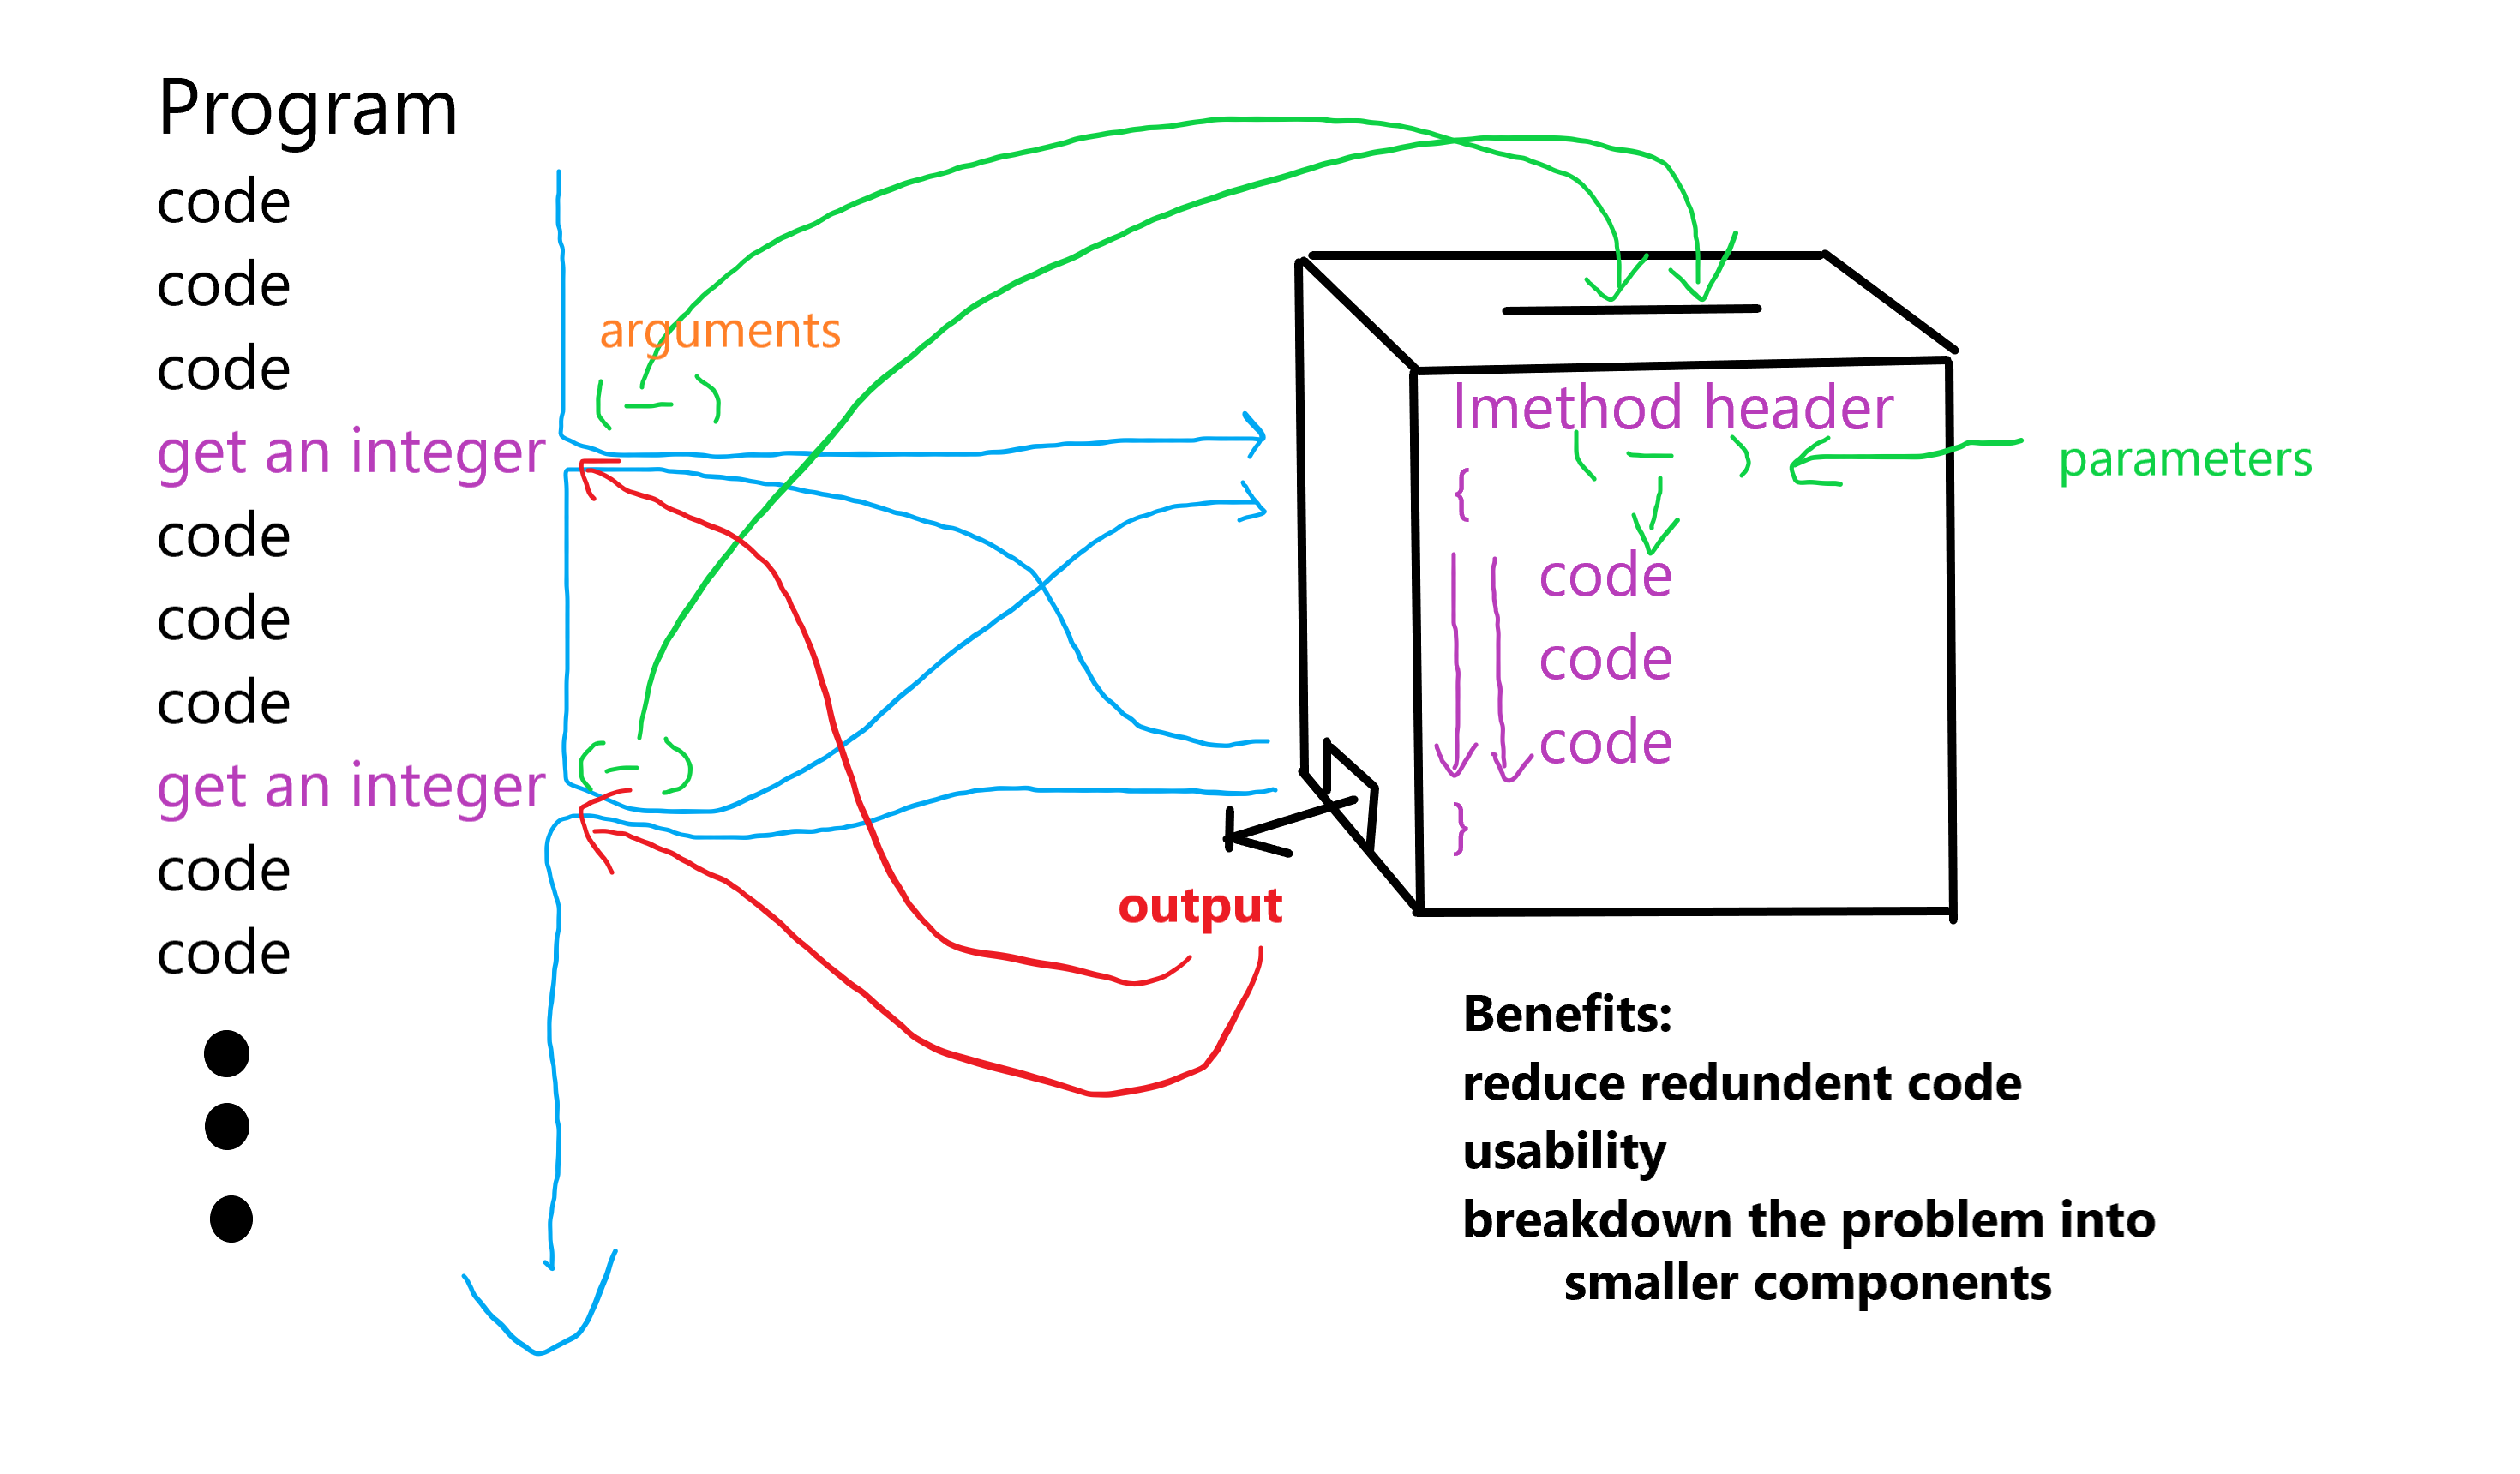 Program
code
code
code
get an integer
code
code
code
get an integer
code
code
arguments
( _ )
( _ )
lmethod header
( _ )
parameters
{
code
code
code
}
output
Benefits:
reduce redundent code
usability
breakdown the problem into
smaller components